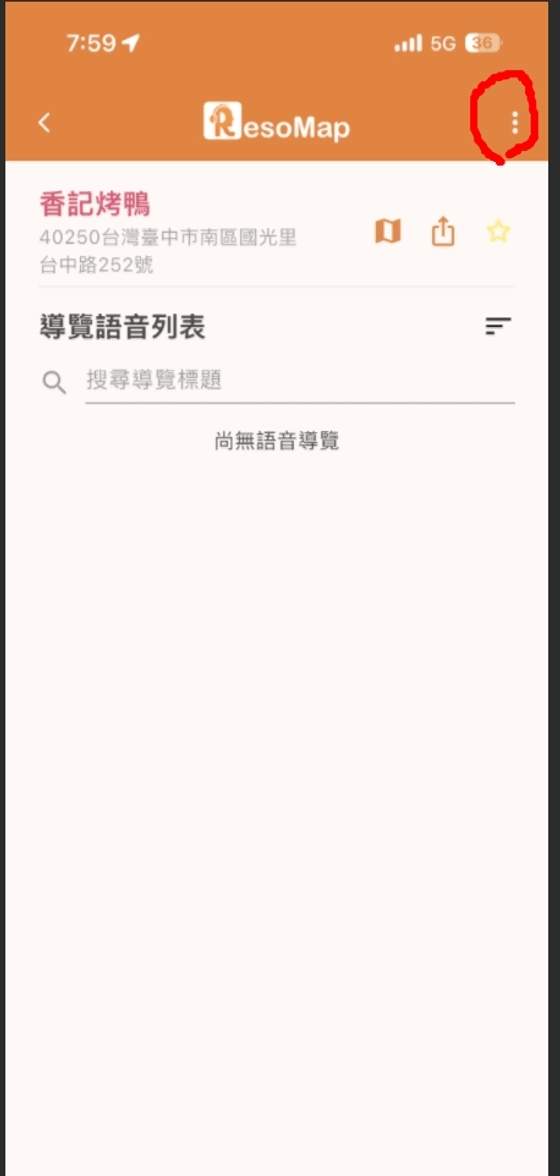 7:59
5G 36
ResoMap
香記烤鴨
40250台灣臺中市南區國光里
台中路252號
導覽語音列表
搜尋導覽標題
尚無語音導覽